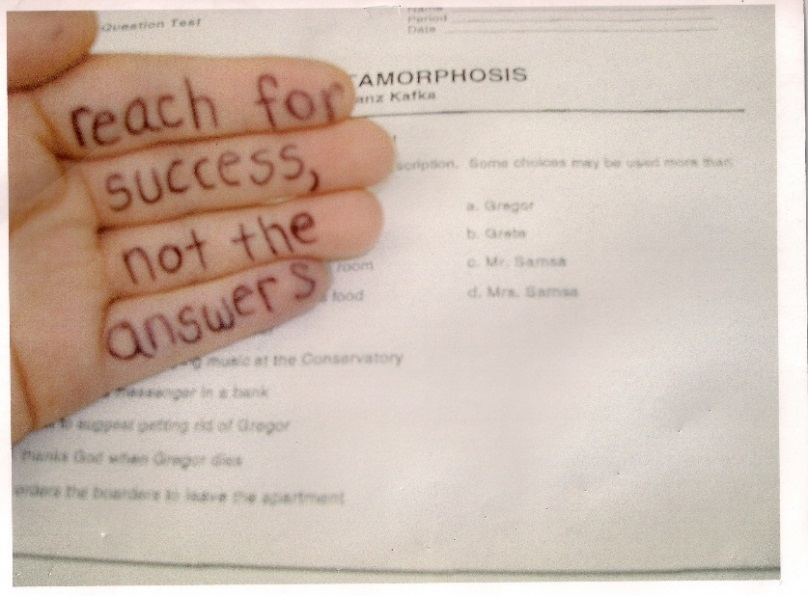 Question Test
Name
Period
Date
TAMORPHOSIS
anz Kafka
reach for
success,
not the
answers
scription. Some choices may be used more than
a. Gregor
b. Greta
room
c. Mr. Samsa
food
d. Mrs. Samsa
music at the Conservatory
messenger in a bank
to suggest getting rid of Gregor
thanks God when Gregor dies
orders the boarders to leave the apartment